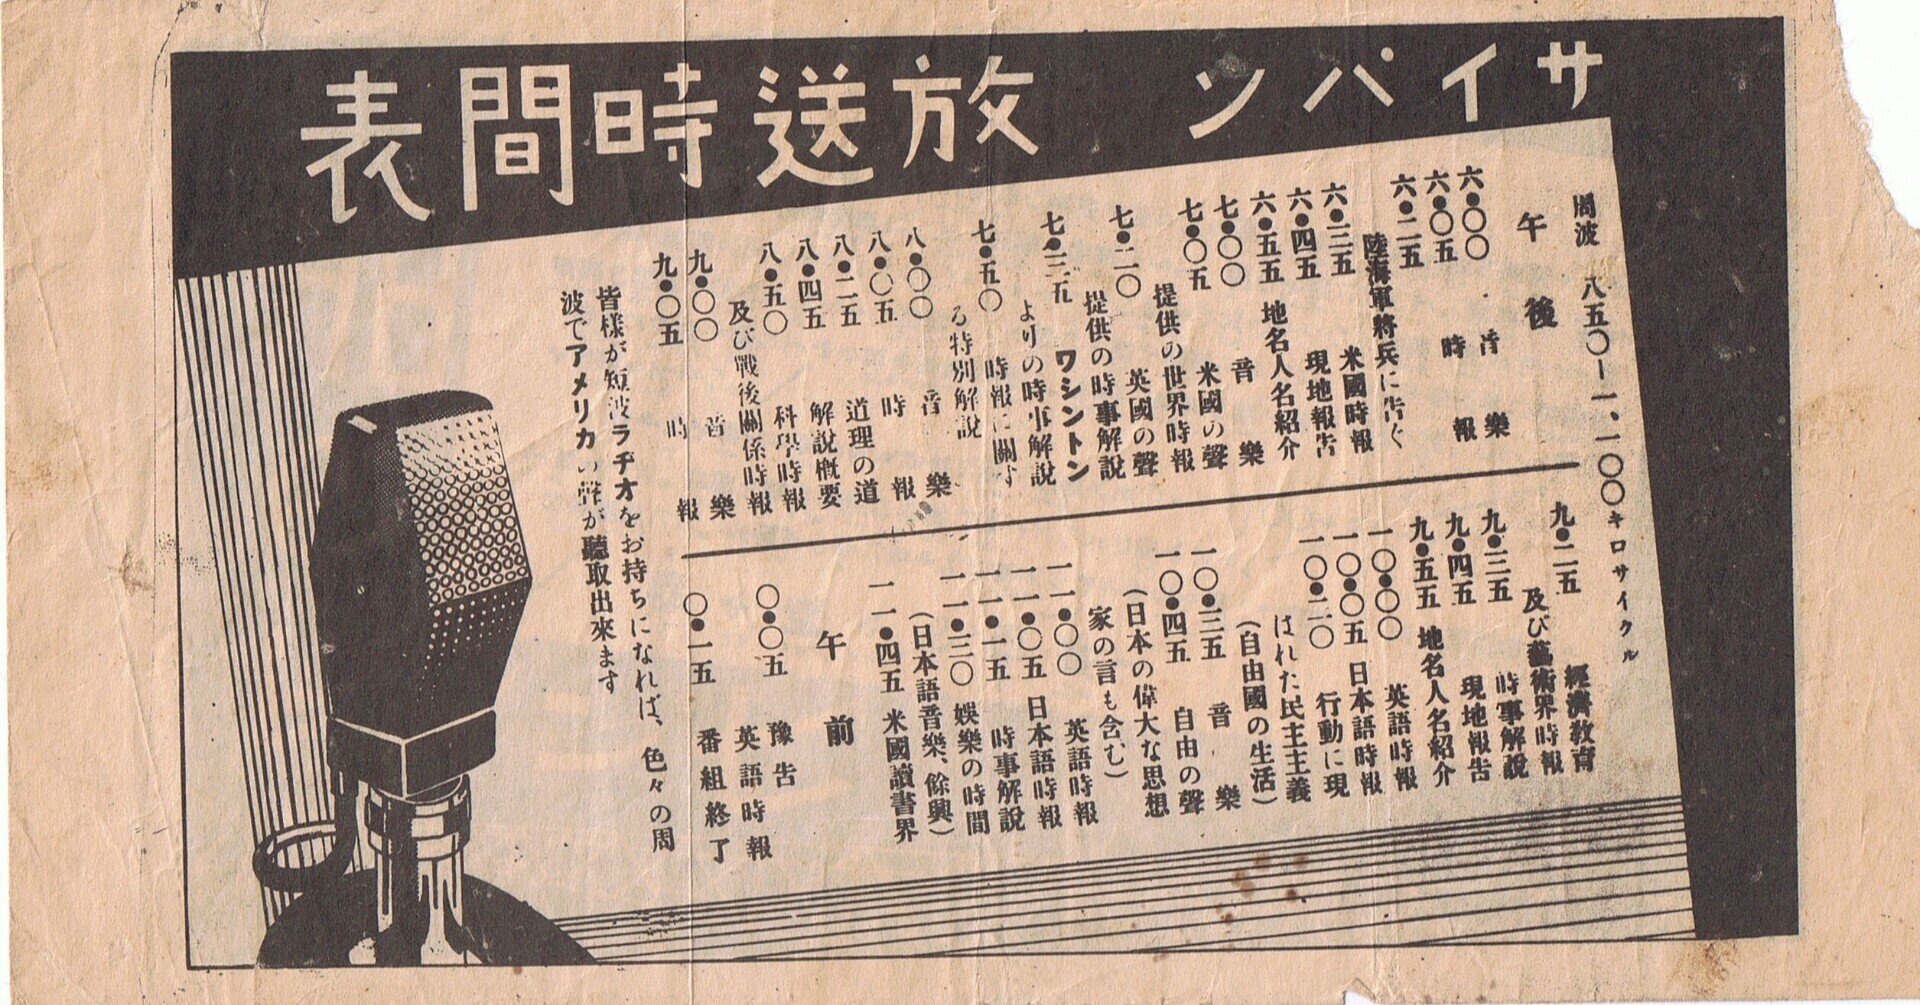 サイパン 放送時間表
周波 八五〇ー一、一〇〇キロサイクル
午後
六・〇〇 音樂
六・〇五 時報
六・二五 米國時報
陸海軍將兵に告ぐ
六・三五 現地報告
六・四五 地名人名紹介
六・五五 音樂
七・〇〇 米國の聲
七・〇五 英國の聲
提供の世界時報
七・二〇 ワシントン
提供の時事解説
七・三五 時報に關す
よりの時事解説
七・五〇
る特別解説
八・〇〇 音樂
八・〇五 時報
八・二五 道理の道
八・四五 解説概要
八・五〇 科學時報
及び戰後關係時報
九・〇〇 音樂
九・〇五 時報
九・二五 經濟教育
及び藝術界時報
九・三五 時事解說
九・四五 現地報告
九・五五 地名人名紹介
一〇・〇〇 英語時報
一〇・〇五 日本語時報
一〇・二〇 行動に現
はれた民主主義
(自由國の生活)
一〇・三五 音樂
一〇・四五 自由の聲
(日本の偉大な思想
家の言も含む)
一一・〇〇 英語時報
一一・〇五 日本語時報
一一・一五 時事解說
一一・三〇 娛樂の時間
(日本語音樂、餘興)
一一・四五 米國讀書界
午前
〇・〇五 豫告
英語時報
〇・一五 番組終了
皆樣が短波ラヂオをお持ちになれば、色々の周
波でアメリカの聲が聽取出來ます